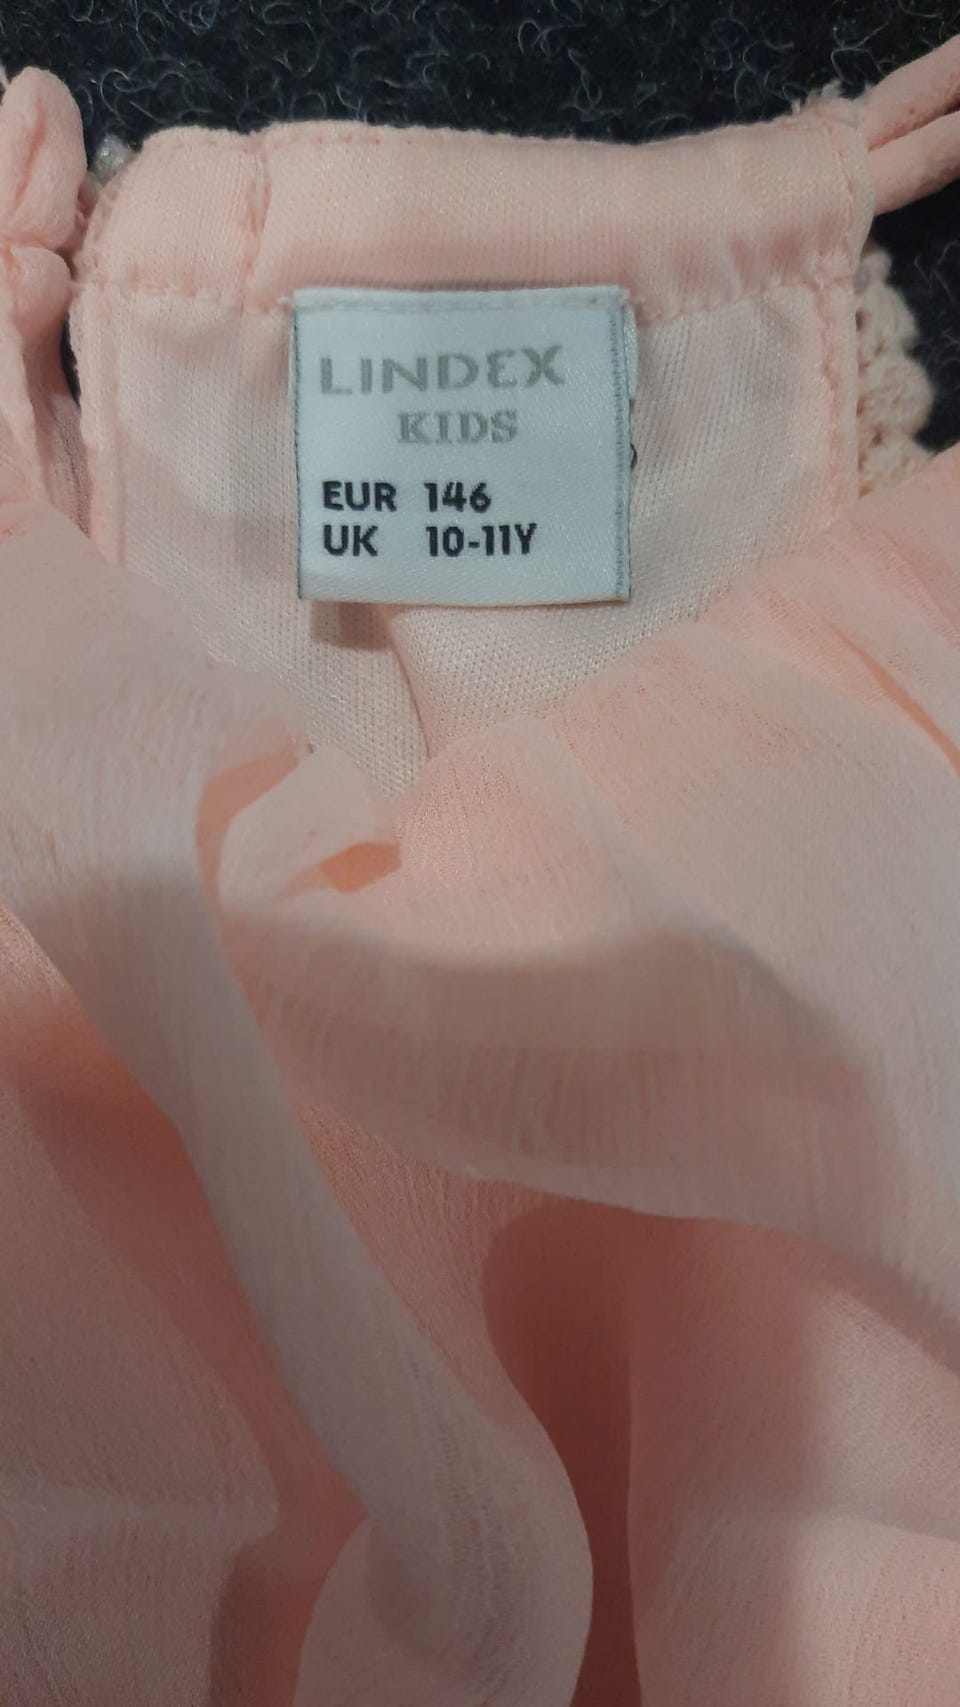 LINDEX
KIDS
EUR 146
UK 10-11Y